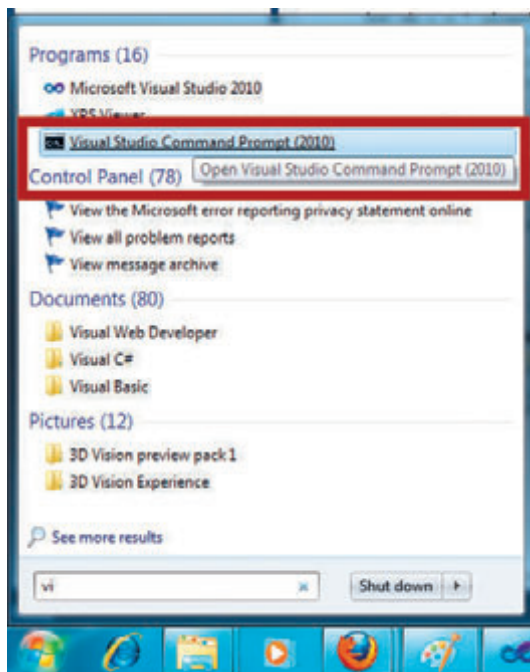 Programs (16)
Microsoft Visual Studio 2010
XPS Viewer
Visual Studio Command Prompt (2010)
Control Panel (78)
Open Visual Studio Command Prompt (2010)
View the Microsoft error reporting privacy statement online
View all problem reports
View message archive
Documents (80)
Visual Web Developer
Visual C#
Visual Basic
Pictures (12)
3D Vision preview pack 1
3D Vision Experience
See more results
vi
Shut down